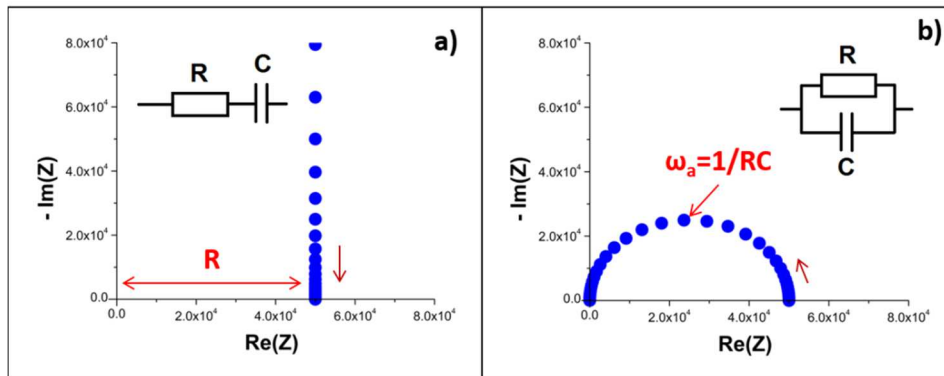 a)
R C
R
- Im(Z)
8.0x10⁴
6.0x10⁴
4.0x10⁴
2.0x10⁴
0.0
0.0 2.0x10⁴ 4.0x10⁴ 6.0x10⁴ 8.0x10⁴
Re(Z)
b)
R
C
ωₐ=1/RC
- Im(Z)
8.0x10⁴
6.0x10⁴
4.0x10⁴
2.0x10⁴
0.0
0.0 2.0x10⁴ 4.0x10⁴ 6.0x10⁴ 8.0x10⁴
Re(Z)